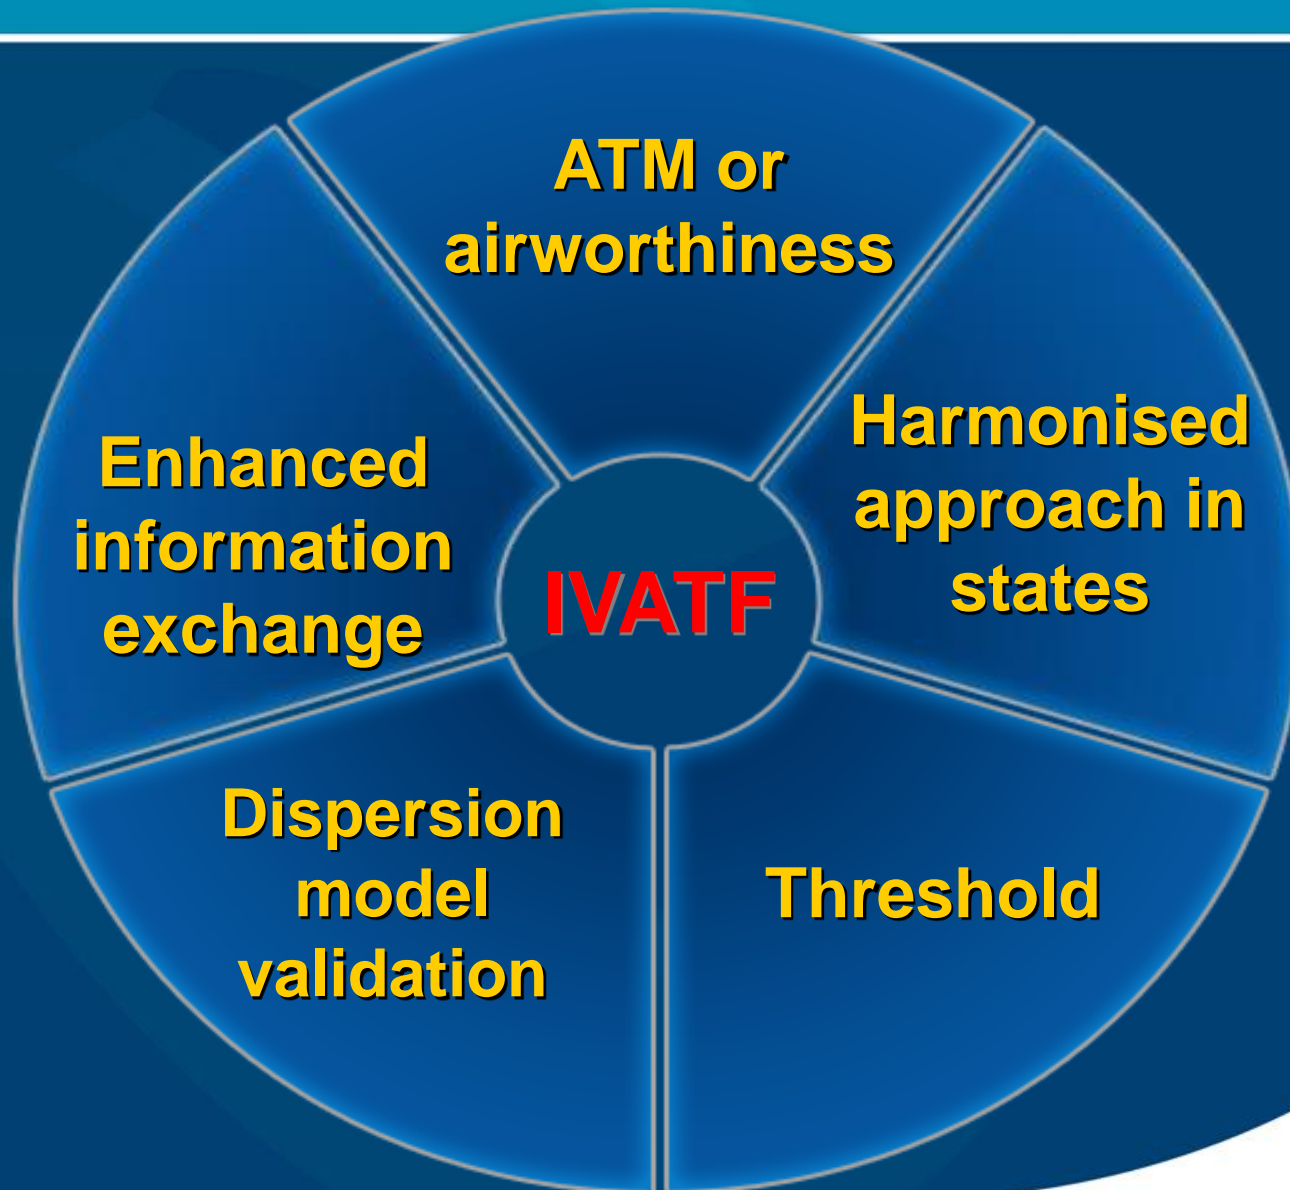 ATM or
airworthiness
Harmonised
approach in
states
Enhanced
information
exchange
IVATF
Dispersion
model
validation
Threshold